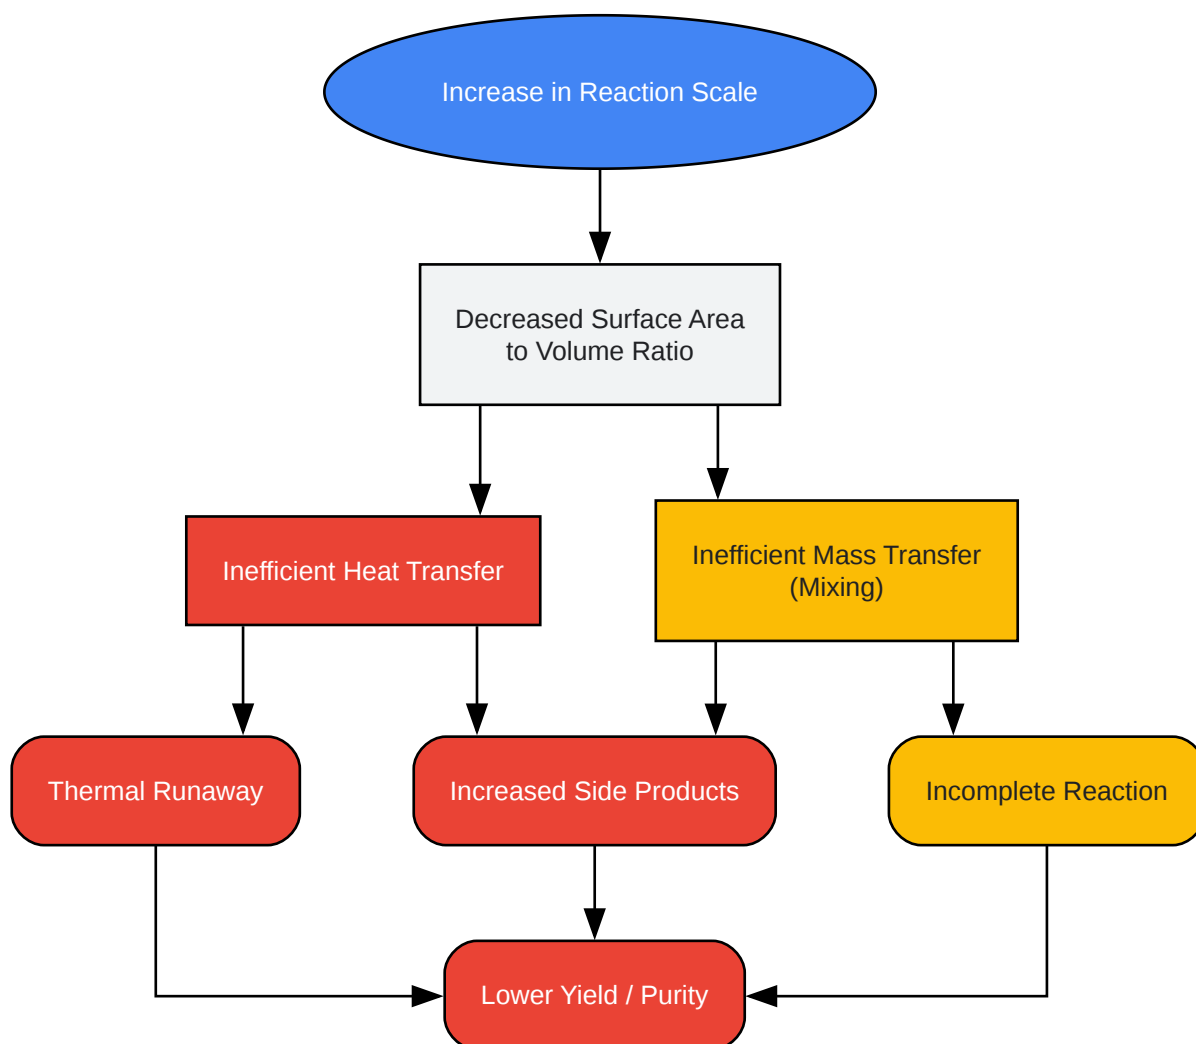 Increase in Reaction Scale
Decreased Surface Area
to Volume Ratio
Inefficient Heat Transfer
Inefficient Mass Transfer
(Mixing)
Thermal Runaway
Increased Side Products
Incomplete Reaction
Lower Yield / Purity